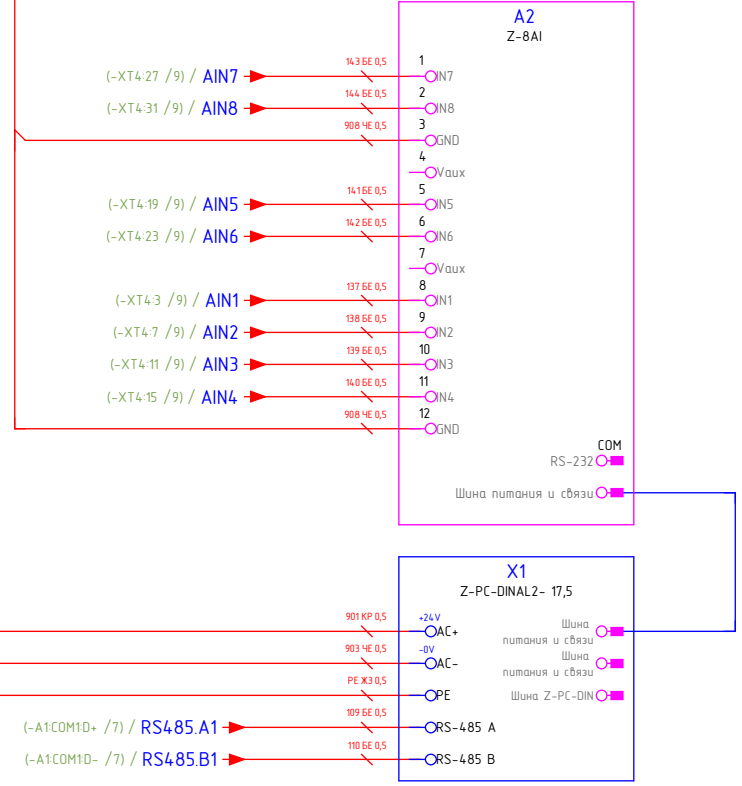 A2
Z-8AI
(-XT4:27 /9) / AIN7 143 БЕ 0,5 1 IN7
(-XT4:31 /9) / AIN8 144 БЕ 0,5 2 IN8
908 ЧЕ 0,5 3 GND
4 Vaux
(-XT4:19 /9) / AIN5 141 БЕ 0,5 5 IN5
(-XT4:23 /9) / AIN6 142 БЕ 0,5 6 IN6
7 Vaux
(-XT4:3 /9) / AIN1 137 БЕ 0,5 8 IN1
(-XT4:7 /9) / AIN2 138 БЕ 0,5 9 IN2
(-XT4:11 /9) / AIN3 139 БЕ 0,5 10 IN3
(-XT4:15 /9) / AIN4 140 БЕ 0,5 11 IN4
908 ЧЕ 0,5 12 GND
COM
RS-232
Шина питания и связи
X1
Z-PC-DINAL2- 17,5
901 КР 0,5 +24V AC+ Шина
питания и связи
903 ЧЕ 0,5 -0V AC- Шина
питания и связи
PE ЖЗ 0,5 PE Шина Z-PC-DIN
(-A1:COM1:D+ /7) / RS485.A1 109 БЕ 0,5 RS-485 A
(-A1:COM1:D- /7) / RS485.B1 110 БЕ 0,5 RS-485 B